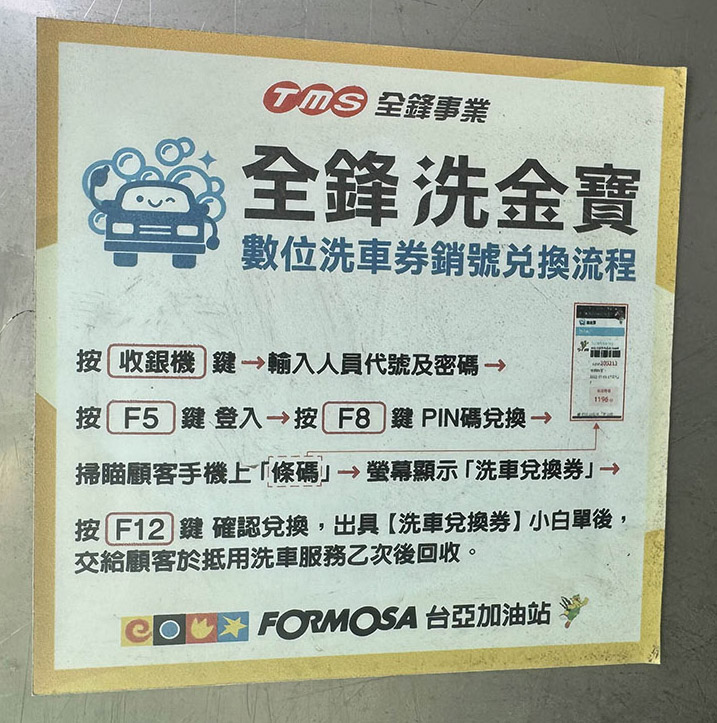 TMS 全鋒事業
全鋒 洗金寶
數位洗車券銷號兌換流程
按 收銀機 鍵→輸入人員代號及密碼→
按 F5 鍵 登入→按 F8 鍵 PIN碼兌換→
掃瞄顧客手機上「條碼」→螢幕顯示「洗車兌換券」→
按 F12 鍵 確認兌換，出具【洗車兌換券】小白單後，
交給顧客於抵用洗車服務乙次後回收。
FORMOSA 台亞加油站